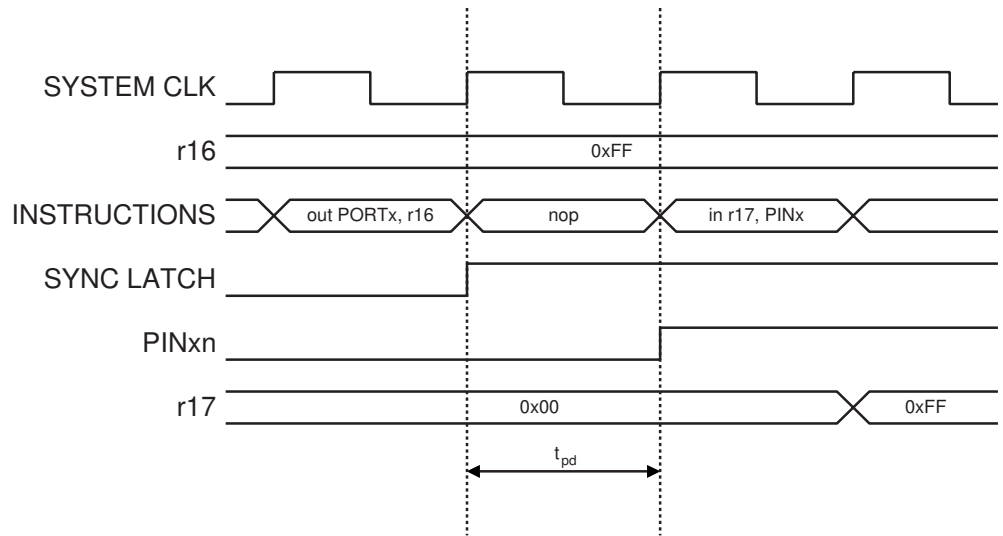 SYSTEM CLK
r16
0xFF
INSTRUCTIONS
out PORTx, r16
nop
in r17, PINx
SYNC LATCH
PINxn
r17
0x00
0xFF
tpd